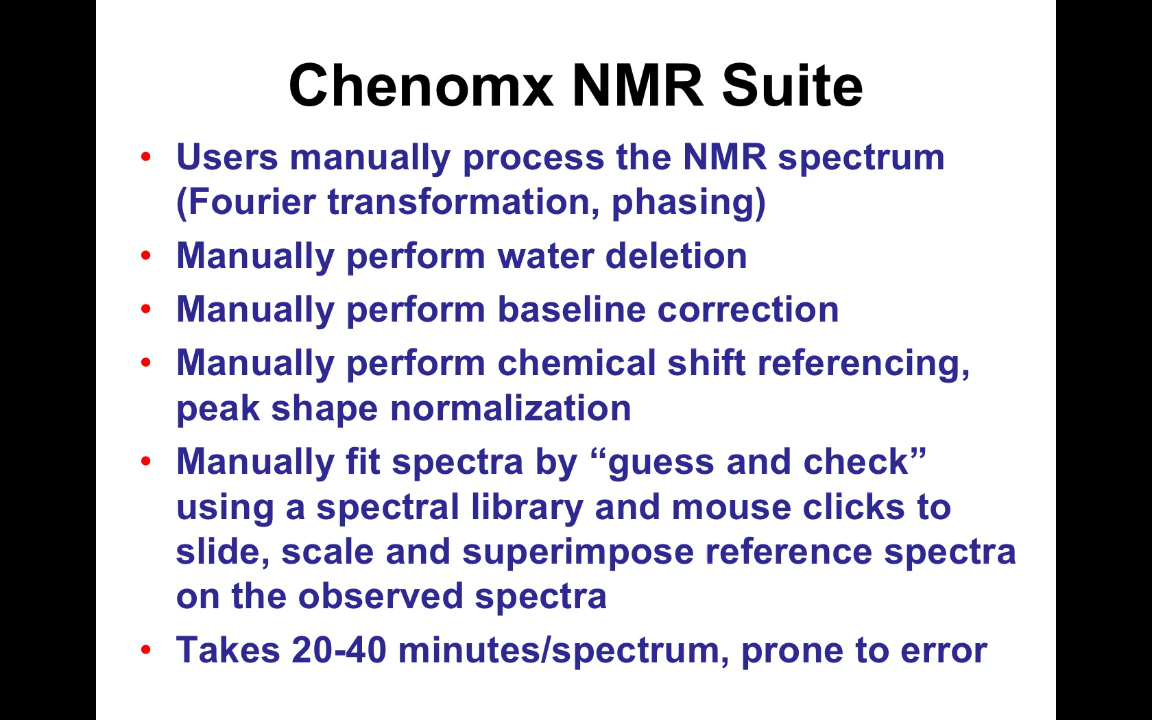 Chenomx NMR Suite
• Users manually process the NMR spectrum
(Fourier transformation, phasing)
• Manually perform water deletion
• Manually perform baseline correction
• Manually perform chemical shift referencing,
peak shape normalization
• Manually fit spectra by “guess and check”
using a spectral library and mouse clicks to
slide, scale and superimpose reference spectra
on the observed spectra
• Takes 20-40 minutes/spectrum, prone to error